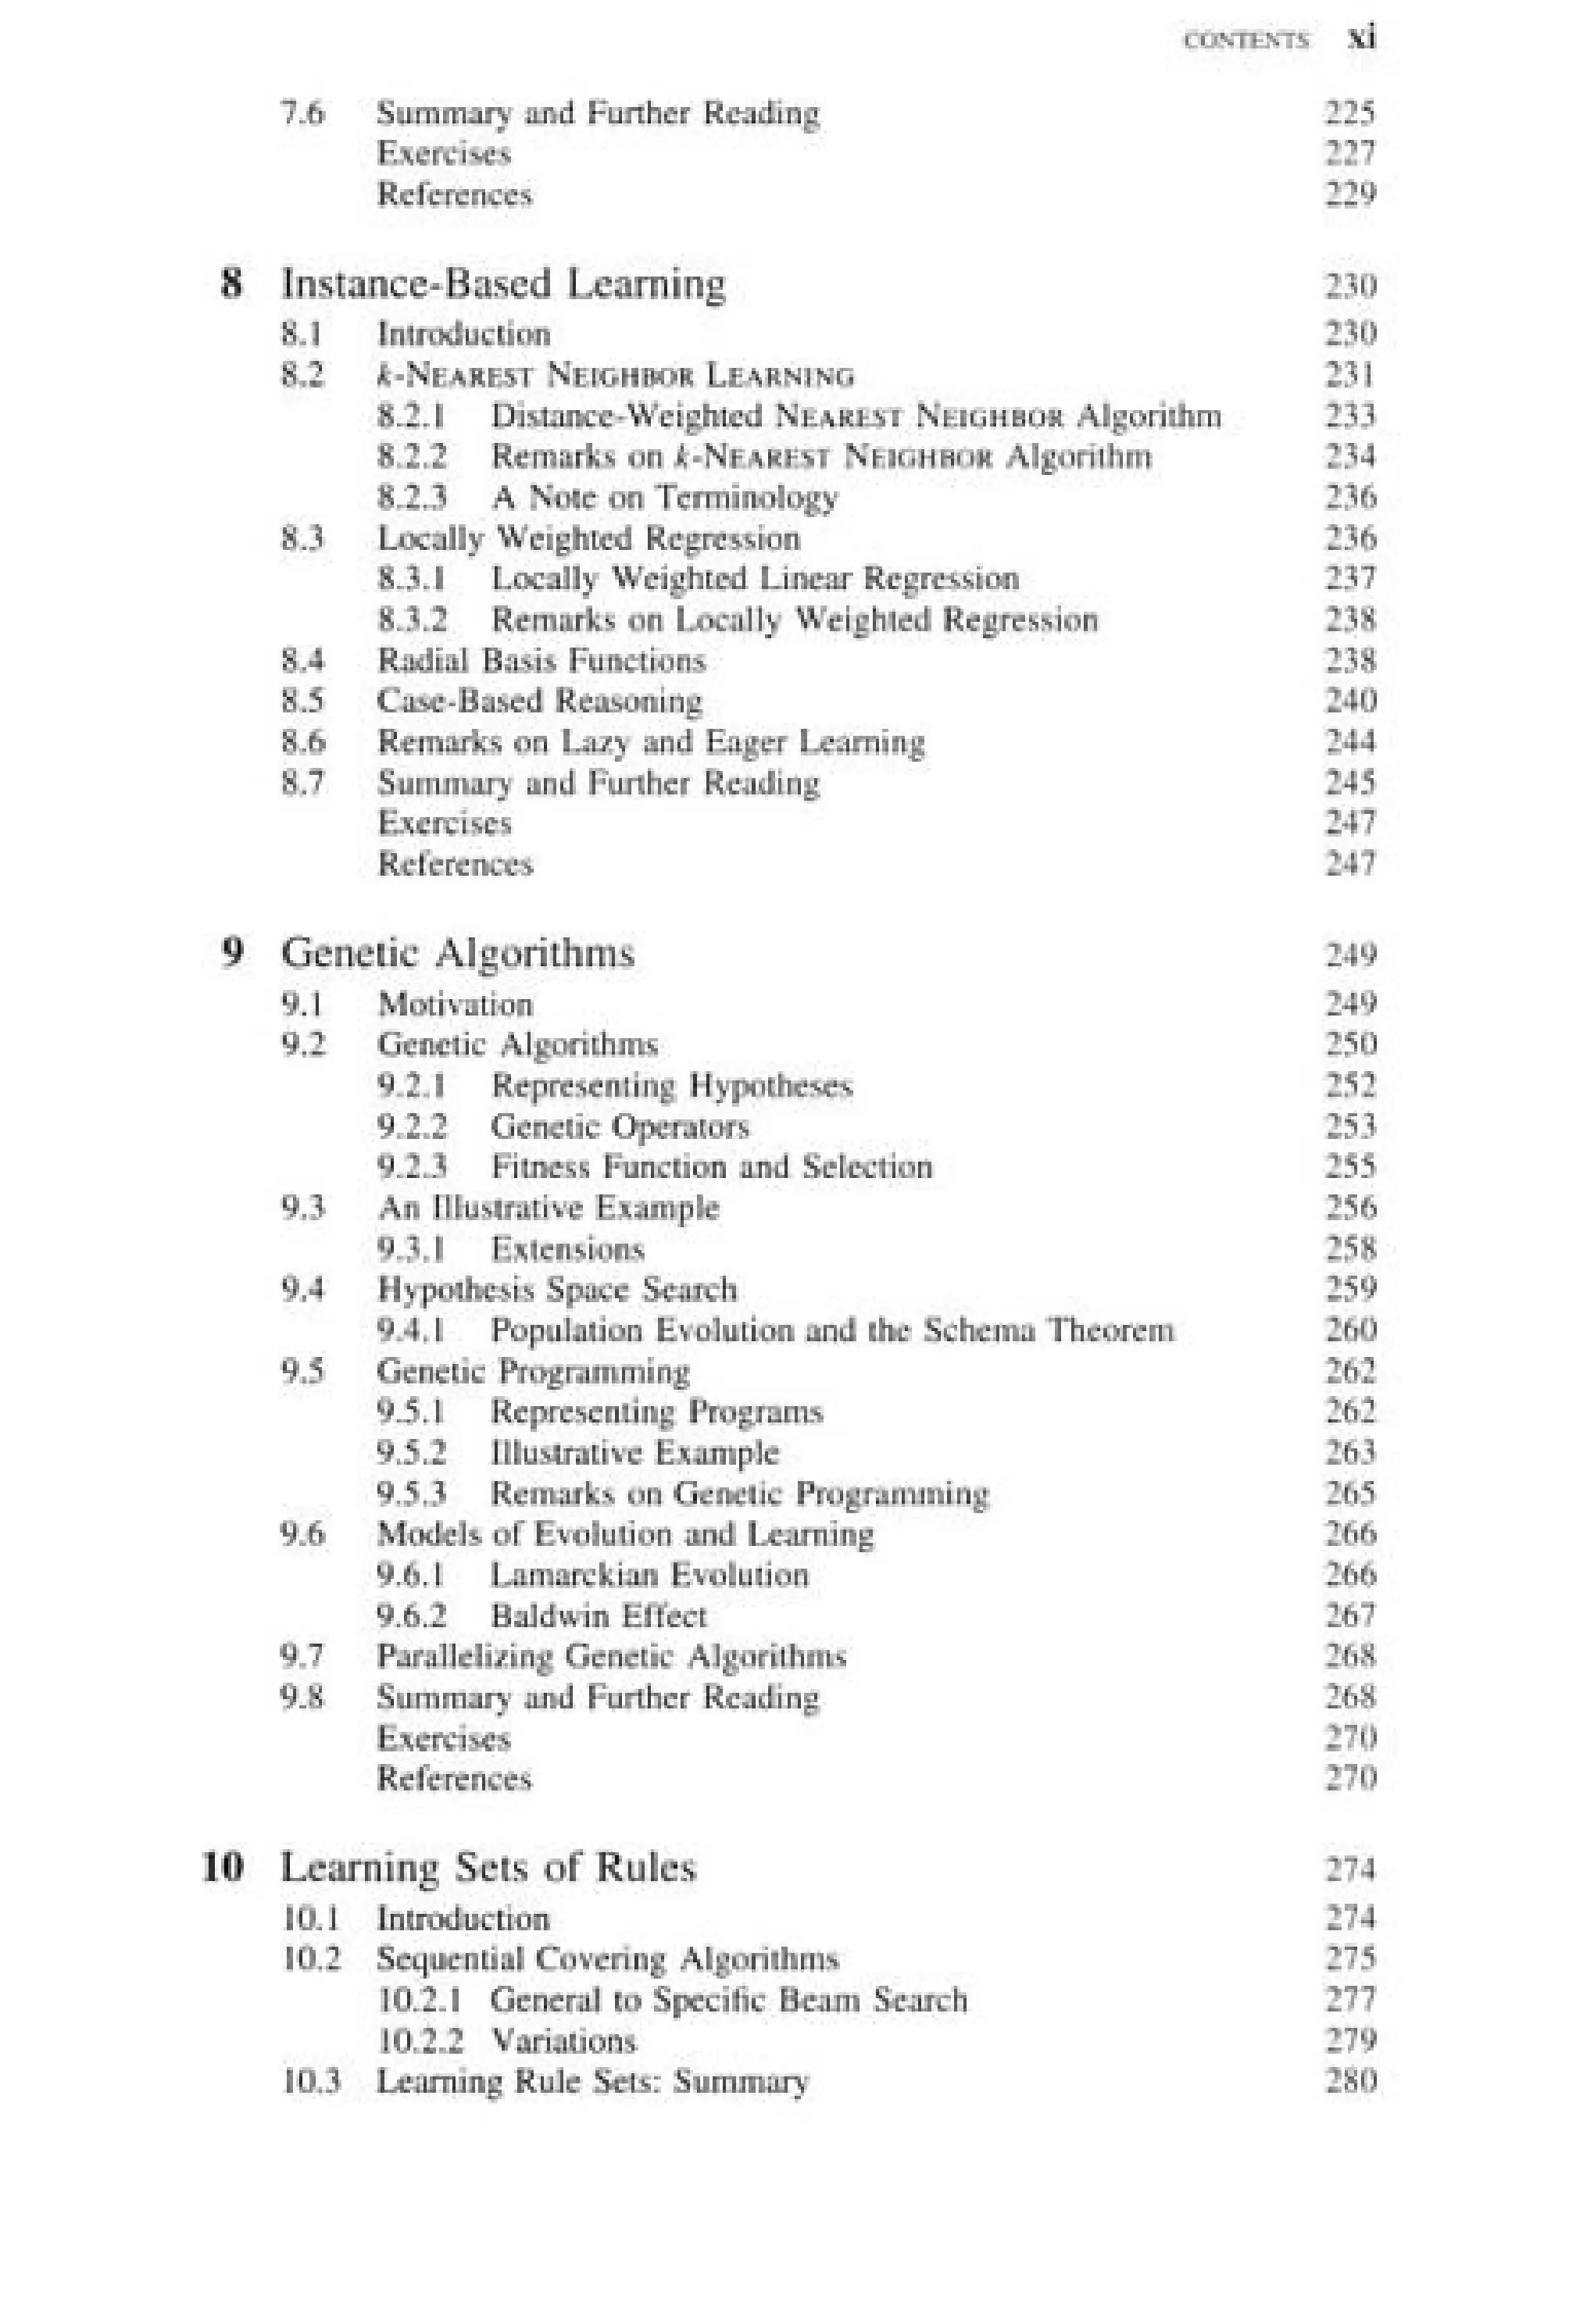 CONTENTS xi
7.6 Summary and Further Reading 225
Exercises 227
References 229
8 Instance-Based Learning 230
8.1 Introduction 230
8.2 k-NEAREST NEIGHBOR LEARNING 231
8.2.1 Distance-Weighted NEAREST NEIGHBOR Algorithm 233
8.2.2 Remarks on k-NEAREST NEIGHBOR Algorithm 234
8.2.3 A Note on Terminology 236
8.3 Locally Weighted Regression 236
8.3.1 Locally Weighted Linear Regression 237
8.3.2 Remarks on Locally Weighted Regression 238
8.4 Radial Basis Functions 238
8.5 Case-Based Reasoning 240
8.6 Remarks on Lazy and Eager Learning 244
8.7 Summary and Further Reading 245
Exercises 247
References 247
9 Genetic Algorithms 249
9.1 Motivation 249
9.2 Genetic Algorithms 250
9.2.1 Representing Hypotheses 252
9.2.2 Genetic Operators 253
9.2.3 Fitness Function and Selection 255
9.3 An Illustrative Example 256
9.3.1 Extensions 258
9.4 Hypothesis Space Search 259
9.4.1 Population Evolution and the Schema Theorem 260
9.5 Genetic Programming 262
9.5.1 Representing Programs 262
9.5.2 Illustrative Example 263
9.5.3 Remarks on Genetic Programming 265
9.6 Models of Evolution and Learning 266
9.6.1 Lamarckian Evolution 266
9.6.2 Baldwin Effect 267
9.7 Parallelizing Genetic Algorithms 268
9.8 Summary and Further Reading 268
Exercises 270
References 270
10 Learning Sets of Rules 274
10.1 Introduction 274
10.2 Sequential Covering Algorithms 275
10.2.1 General to Specific Beam Search 277
10.2.2 Variations 279
10.3 Learning Rule Sets: Summary 280